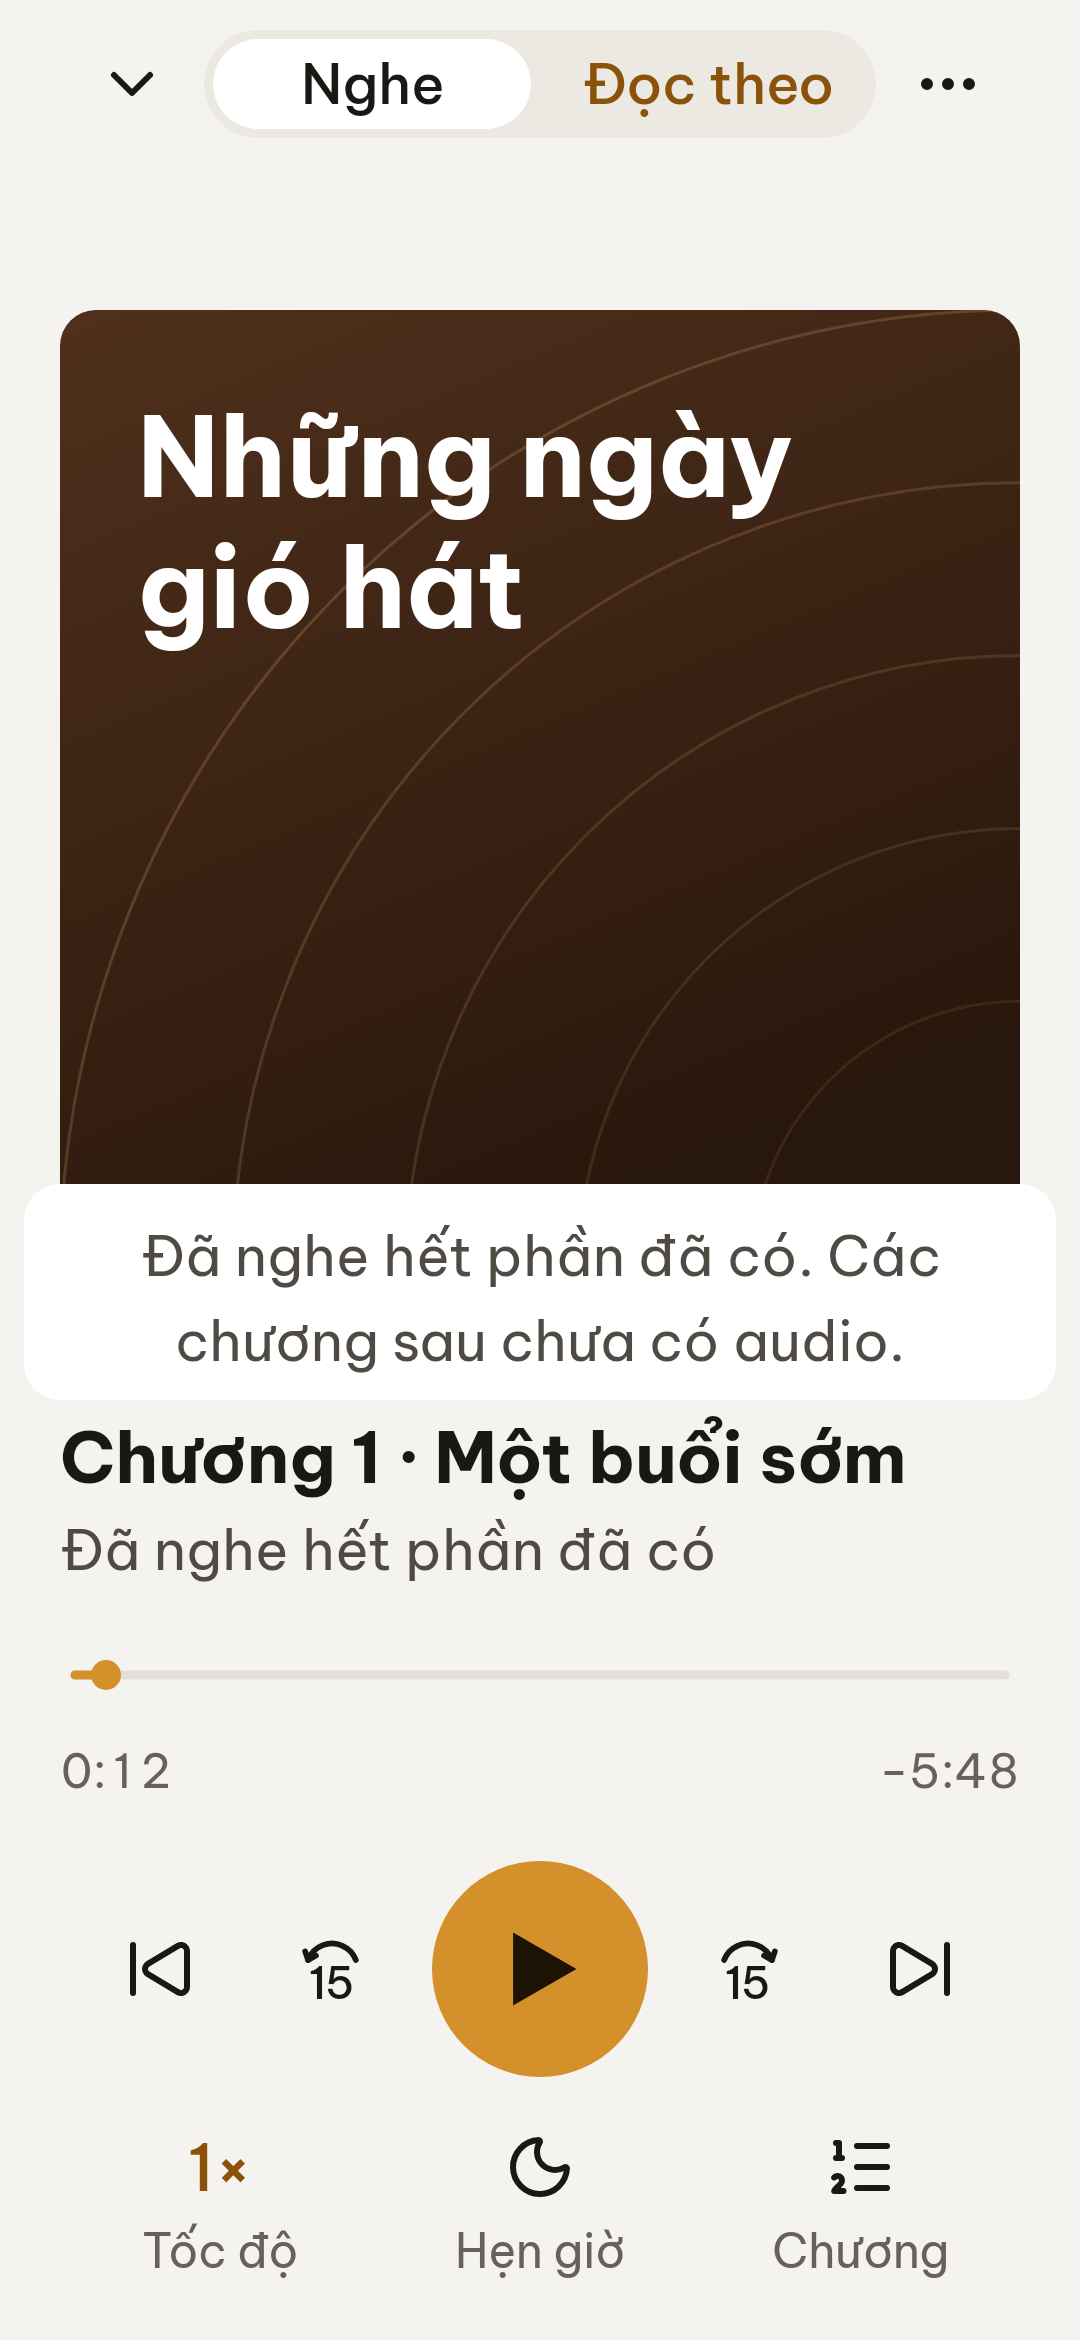 Nghe
Đọc theo
Những ngày
gió hát
Đã nghe hết phần đã có. Các
chương sau chưa có audio.
Chương 1 · Một buổi sớm
Đã nghe hết phần đã có
0:12
−5:48
15
15
1×
Tốc độ
Hẹn giờ
1
2
Chương